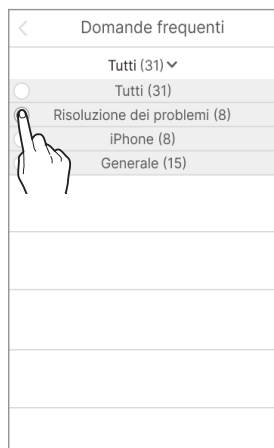 Domande frequenti
Tutti (31)
Tutti (31)
Risoluzione dei problemi (8)
iPhone (8)
Generale (15)